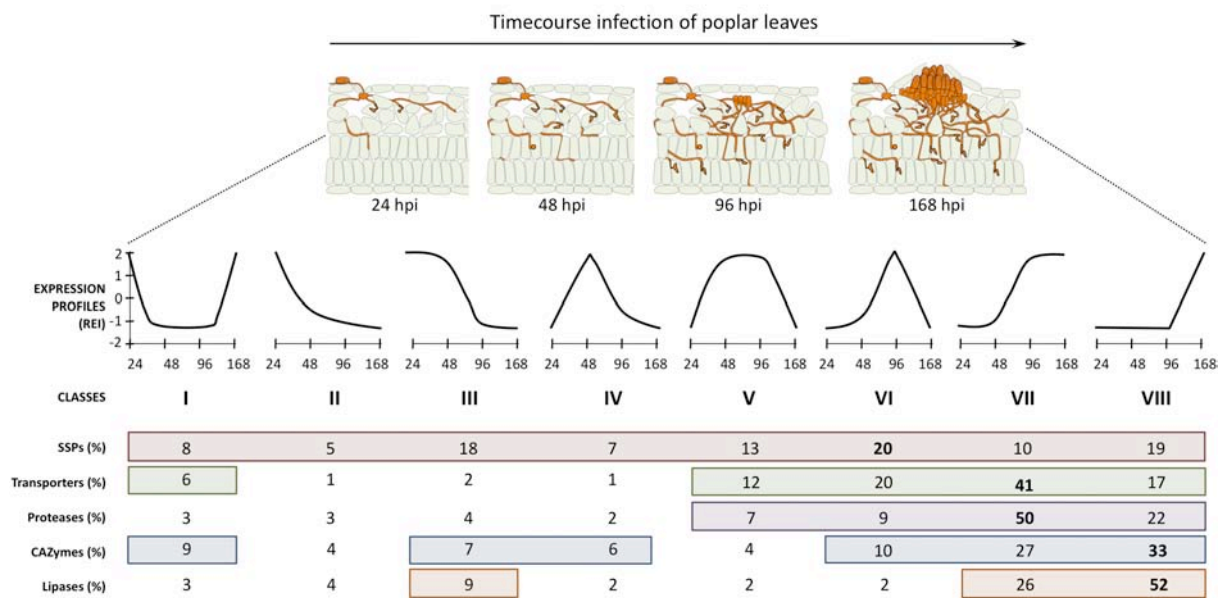 Timecourse infection of poplar leaves
24 hpi 48 hpi 96 hpi 168 hpi
EXPRESSION
PROFILES
(REI)
2
1
0
-1
-2
24 48 96 168 24 48 96 168 24 48 96 168 24 48 96 168 24 48 96 168 24 48 96 168 24 48 96 168 24 48 96 168
CLASSES I II III IV V VI VII VIII
SSPs (%) 8 5 18 7 13 20 10 19
Transporters (%) 6 1 2 1 12 20 41 17
Proteases (%) 3 3 4 2 7 9 50 22
CAZymes (%) 9 4 7 6 4 10 27 33
Lipases (%) 3 4 9 2 2 2 26 52